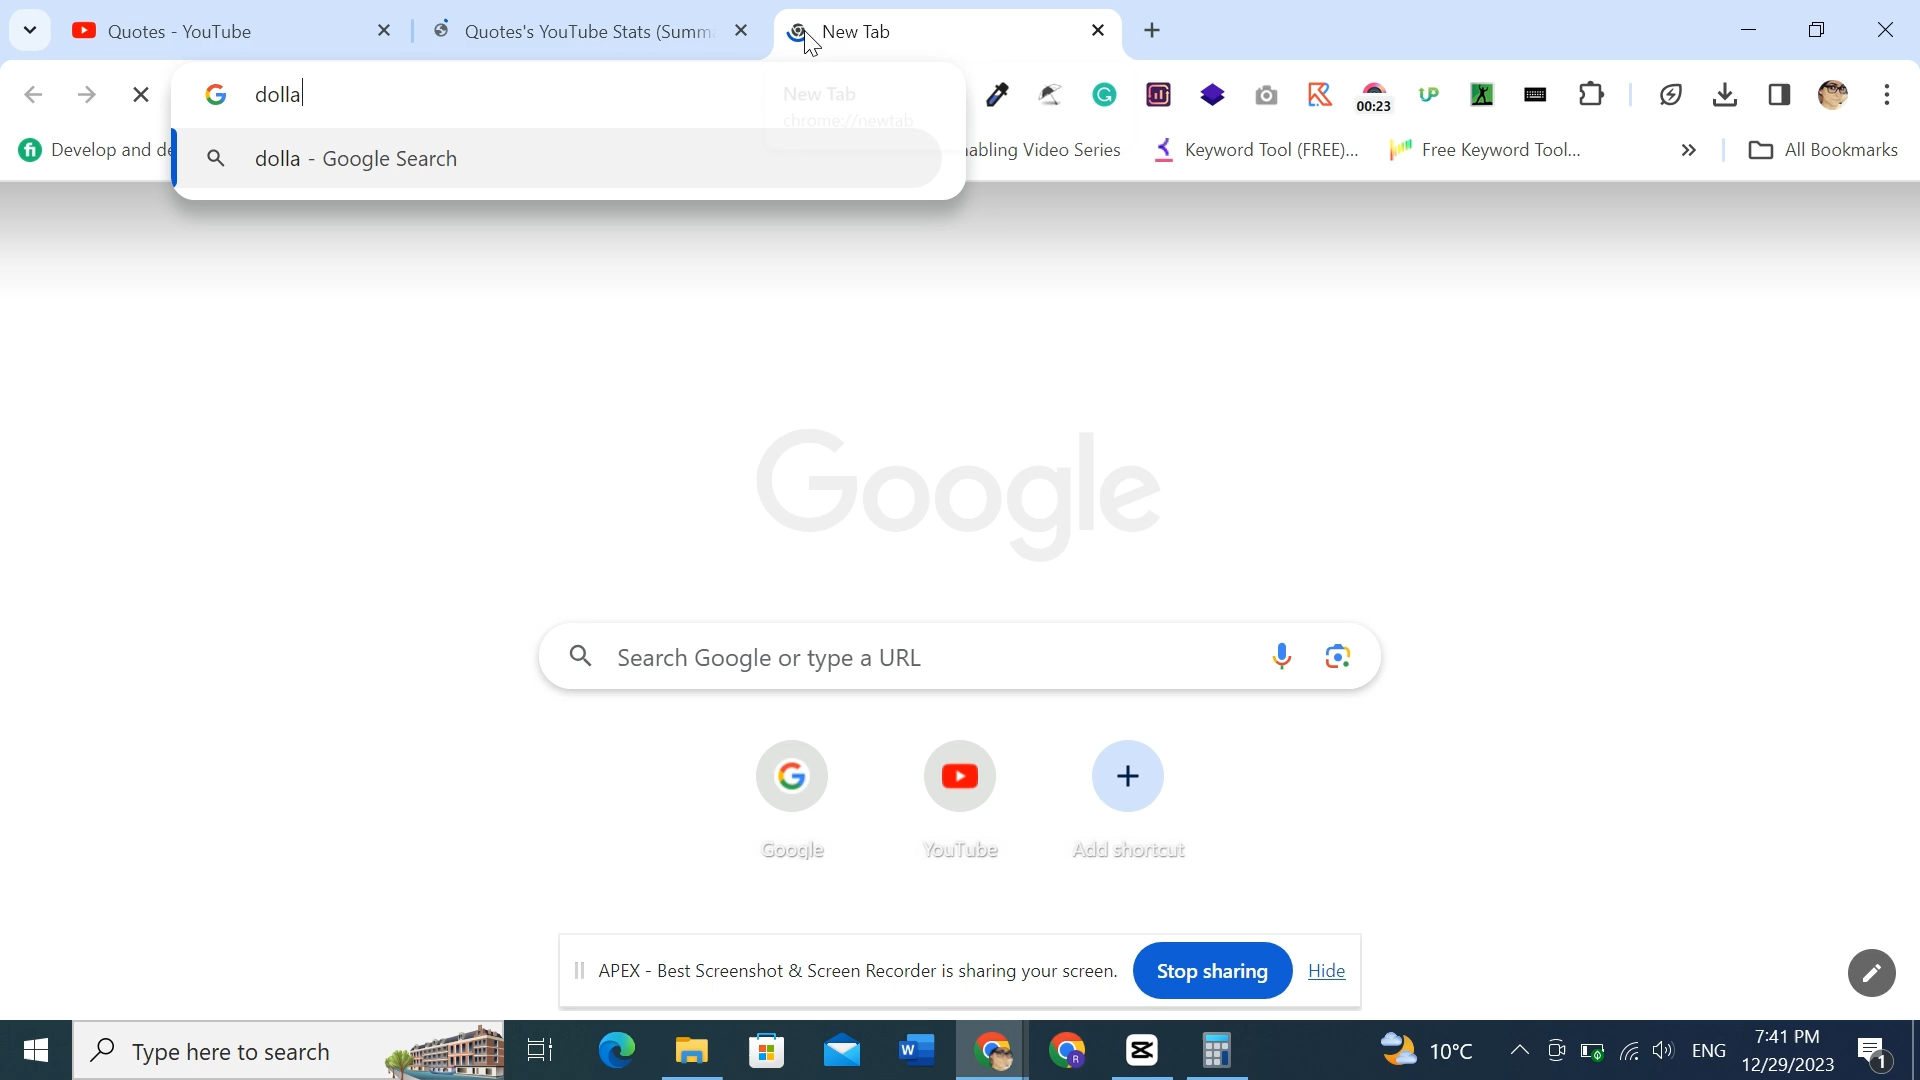 Quotes - YouTube
Quotes's YouTube Stats (Summ
New Tab
dolla
New Tab
chrome://newtab
00:23
Develop and de
dolla - Google Search
abling Video Series
Keyword Tool (FREE)...
Free Keyword Tool...
All Bookmarks
Google
Search Google or type a URL
Google
YouTube
Add shortcut
APEX - Best Screenshot & Screen Recorder is sharing your screen.
Stop sharing
Hide
Type here to search
10°C
ENG
7:41 PM
12/29/2023
1